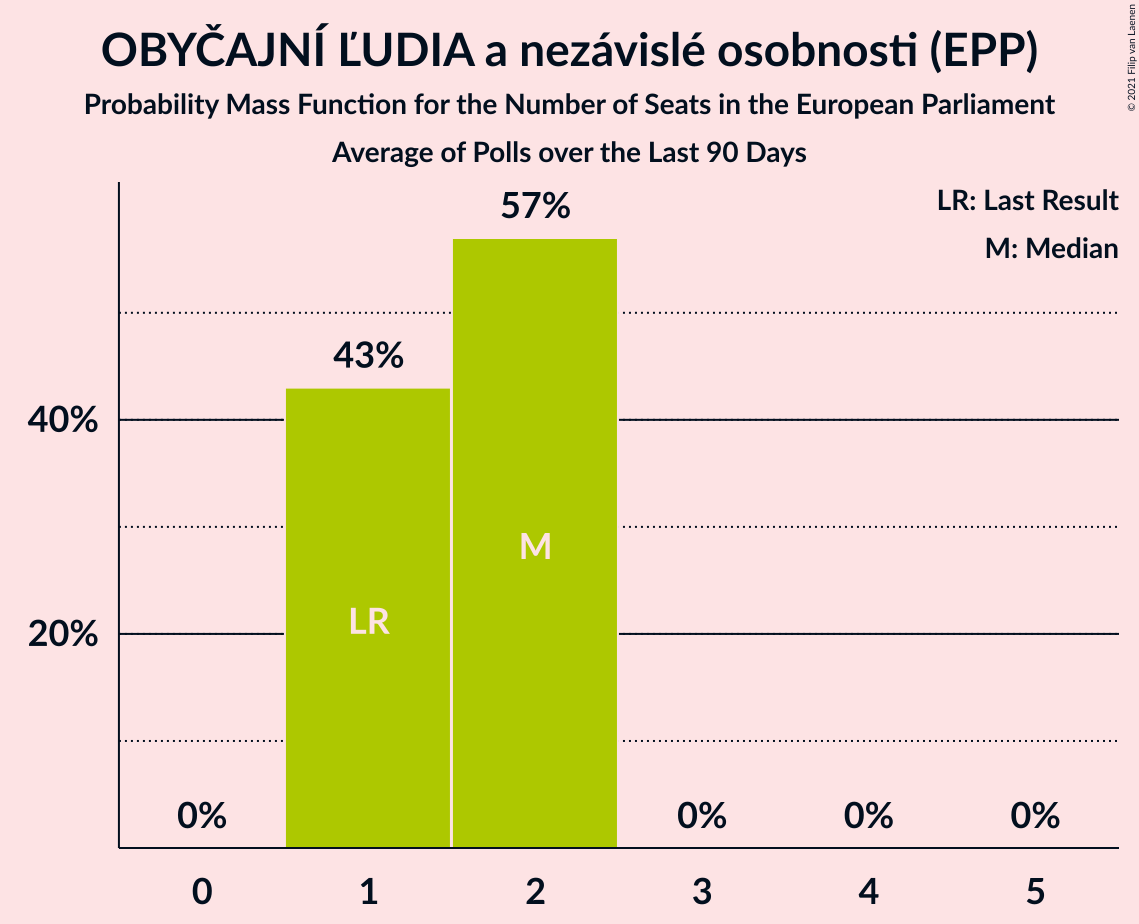 OBYČAJNÍ ĽUDIA a nezávislé osobnosti (EPP)
Probability Mass Function for the Number of Seats in the European Parliament
Average of Polls over the Last 90 Days
© 2021 Filip van Laenen
LR: Last Result
M: Median
57%
43%
40%
M
LR
20%
0% 0% 0% 0%
0 1 2 3 4 5